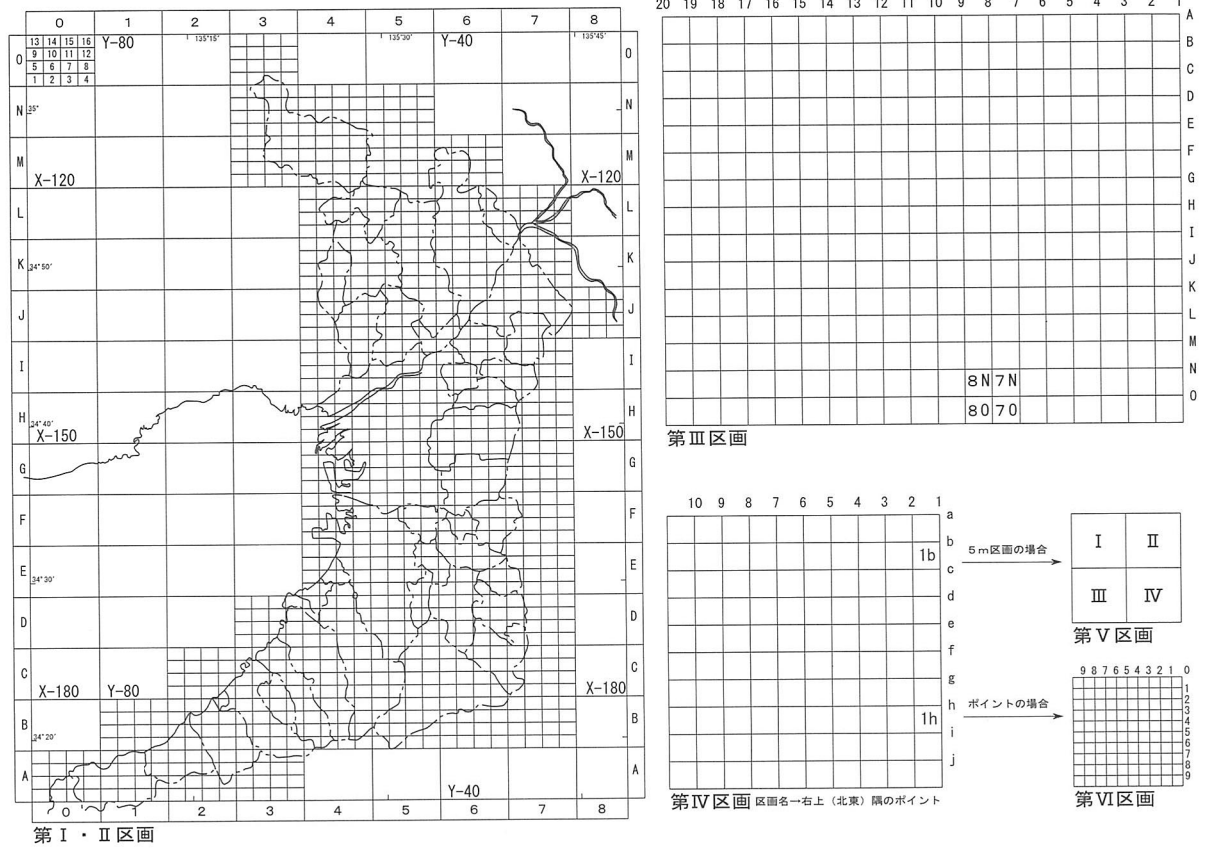 0 1 2 3 4 5 6 7 8
13 14 15 16
9 10 11 12
5 6 7 8
1 2 3 4
Y-80
135°15′
135°30′
Y-40
135°45′
O
N
M
L
K
J
I
H
G
F
E
D
C
B
A
35°
X-120
34°50′
34°40′
X-150
34°30′
X-180 Y-80
34°20′
O
N
M
X-120
L
K
J
I
H
X-150
G
F
E
D
C
X-180
B
A
Y-40
0 1 2 3 4 5 6 7 8
第Ⅰ・Ⅱ区画
20 19 18 17 16 15 14 13 12 11 10 9 8 7 6 5 4 3 2 1
A
B
C
D
E
F
G
H
I
J
K
L
M
N
O
8N 7N
8O 7O
第Ⅲ区画
10 9 8 7 6 5 4 3 2 1
a
b
c
d
e
f
g
h
i
j
1b
1h
第Ⅳ区画 区画名→右上(北東)隅のポイント
5m区画の場合
Ⅰ Ⅱ
Ⅲ Ⅳ
第Ⅴ区画
ポイントの場合
9 8 7 6 5 4 3 2 1 0
1
2
3
4
5
6
7
8
9
第Ⅵ区画